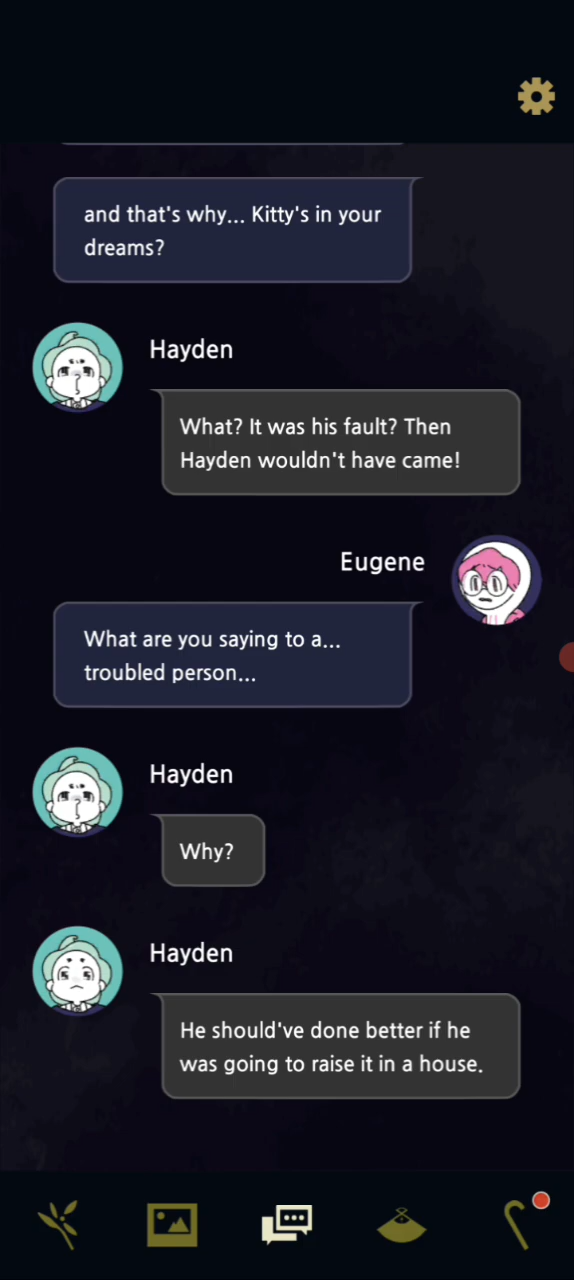 and that's why... Kitty's in your
dreams?
Hayden
What? It was his fault? Then
Hayden wouldn't have came!
Eugene
What are you saying to a...
troubled person...
Hayden
Why?
Hayden
He should've done better if he
was going to raise it in a house.